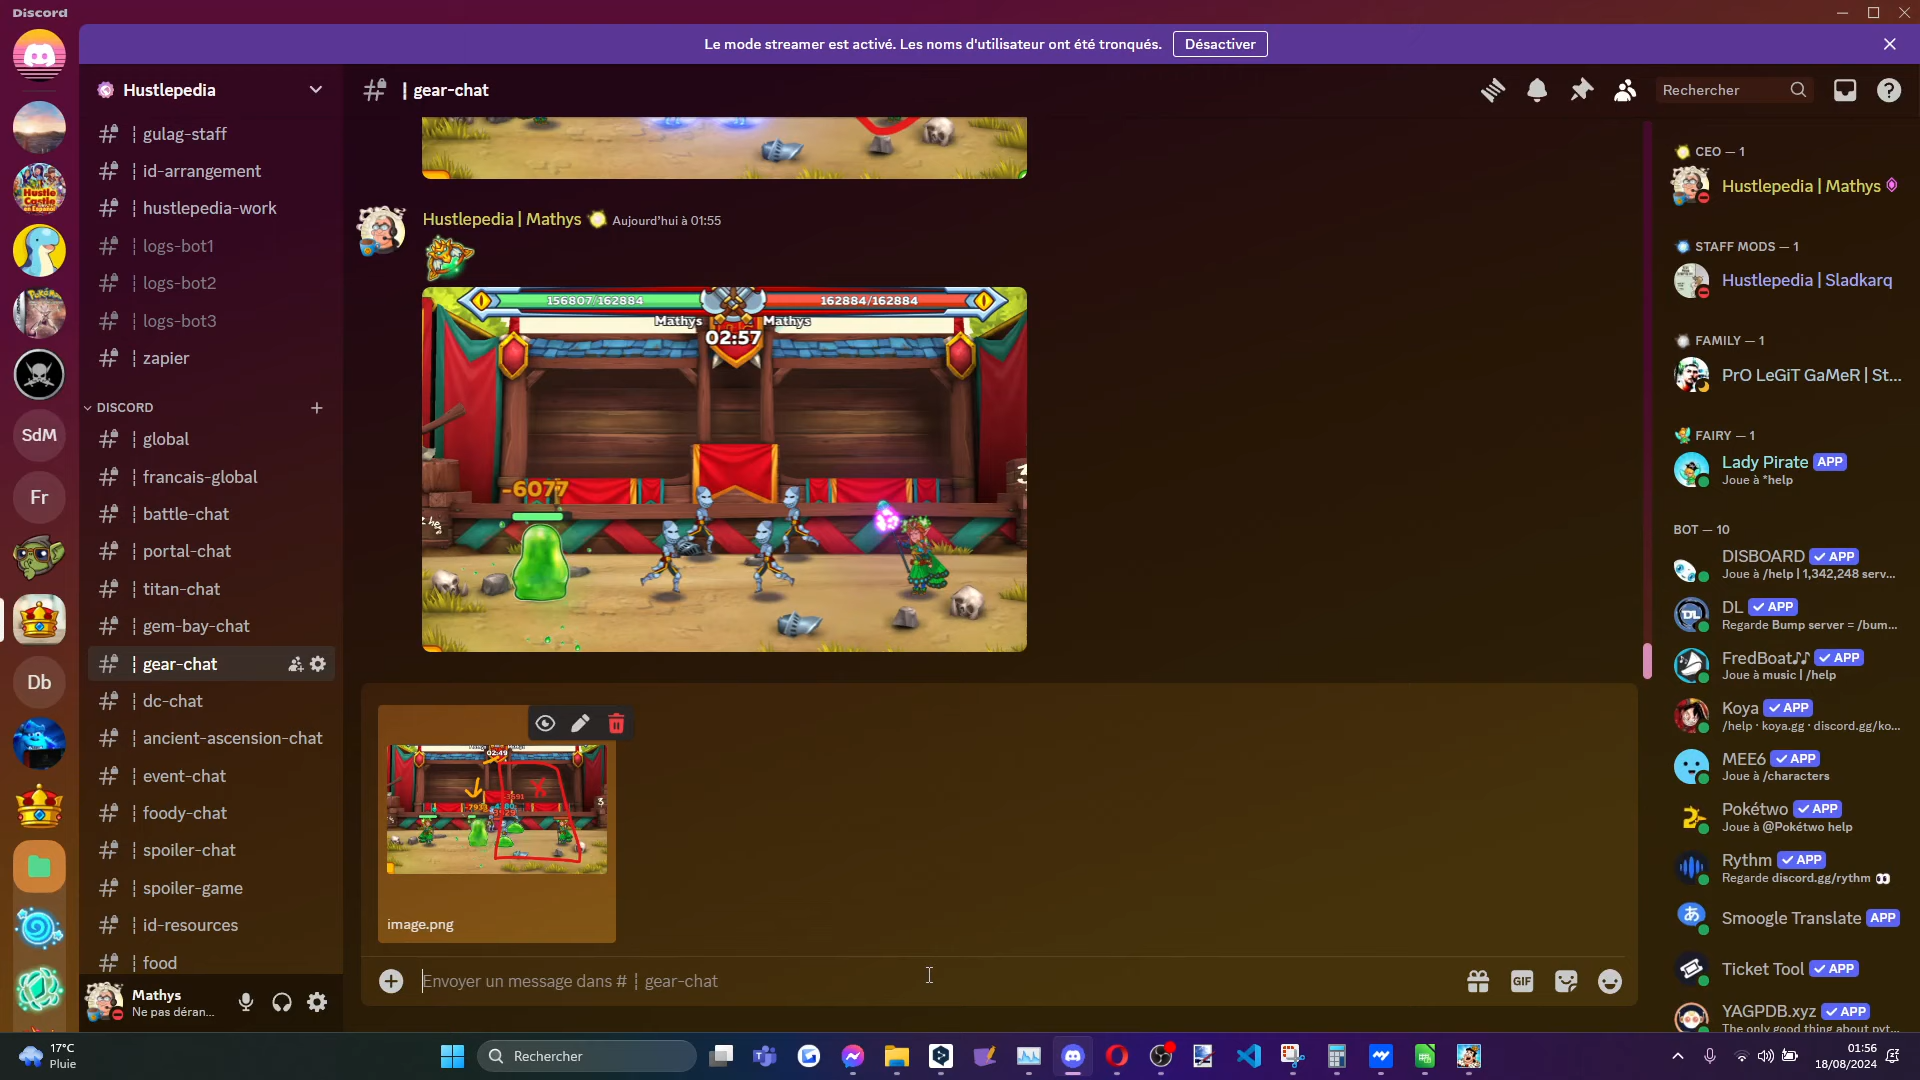 Discord
Le mode streamer est activé. Les noms d'utilisateur ont été tronqués.
Désactiver
Hustlepedia
¦ gulag-staff
¦ id-arrangement
¦ hustlepedia-work
¦ logs-bot1
¦ logs-bot2
¦ logs-bot3
¦ zapier
DISCORD
¦ global
¦ francais-global
¦ battle-chat
¦ portal-chat
¦ titan-chat
¦ gem-bay-chat
¦ gear-chat
¦ dc-chat
¦ ancient-ascension-chat
¦ event-chat
¦ foody-chat
¦ spoiler-chat
¦ spoiler-game
¦ id-resources
¦ food
SdM
Fr
Db
Mathys
Ne pas déran...
¦ gear-chat
Rechercher
Hustlepedia | Mathys
Aujourd'hui à 01:55
156807/162884
162884/162884
Mathys
Mathys
02:57
-6077
02:49
-7933
image.png
Envoyer un message dans # ¦ gear-chat
GIF
CEO — 1
Hustlepedia | Mathys
STAFF MODS — 1
Hustlepedia | Sladkarq
FAMILY — 1
PrO LeGiT GaMeR | St...
FAIRY — 1
Lady Pirate APP
Joue à *help
BOT — 10
DISBOARD APP
Joue à /help | 1,342,248 serv...
DL APP
Regarde Bump server = /bum...
FredBoat♪♪ APP
Joue à music | /help
Koya APP
/help · koya.gg · discord.gg/ko...
MEE6 APP
Joue à /characters
Pokétwo APP
Joue à @Pokétwo help
Rythm APP
Regarde discord.gg/rythm
Smoogle Translate APP
Ticket Tool APP
YAGPDB.xyz APP
The only good thing about pyt...
17°C
Pluie
Rechercher
01:56
18/08/2024